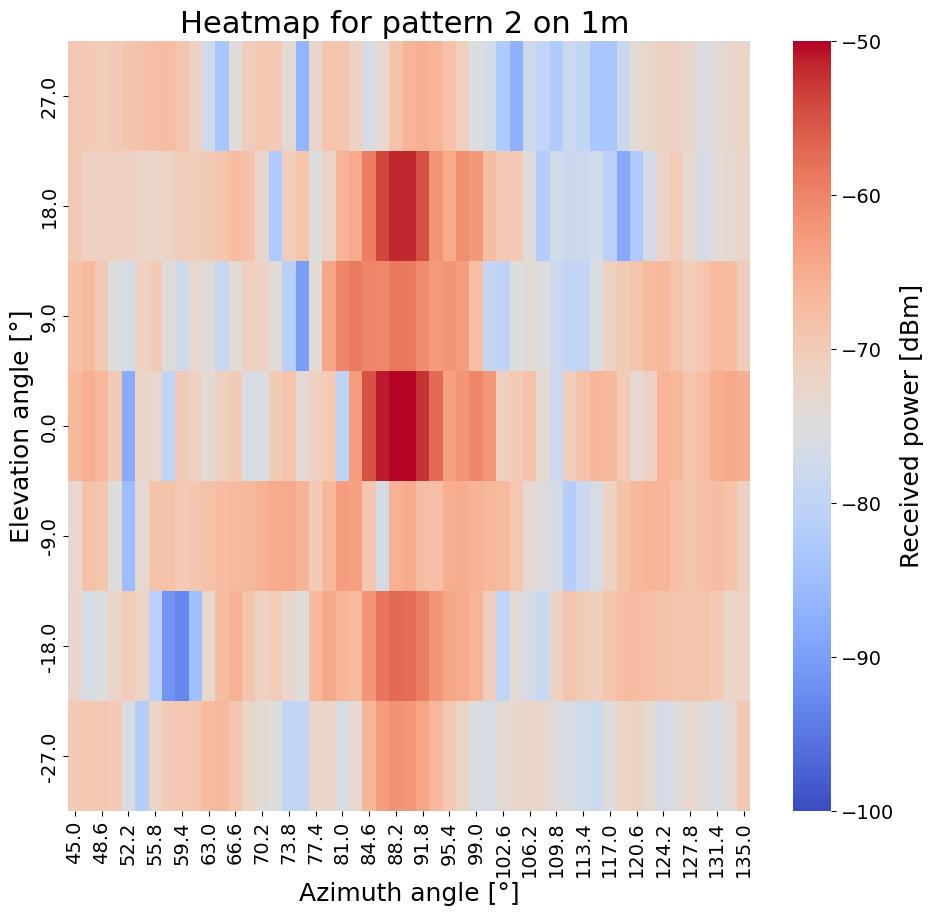 Heatmap for pattern 2 on 1m
Elevation angle [°]
27.0
18.0
9.0
0.0
-9.0
-18.0
-27.0
45.0 48.6 52.2 55.8 59.4 63.0 66.6 70.2 73.8 77.4 81.0 84.6 88.2 91.8 95.4 99.0 102.6 106.2 109.8 113.4 117.0 120.6 124.2 127.8 131.4 135.0
Azimuth angle [°]
−50
−60
−70
−80
−90
−100
Received power [dBm]